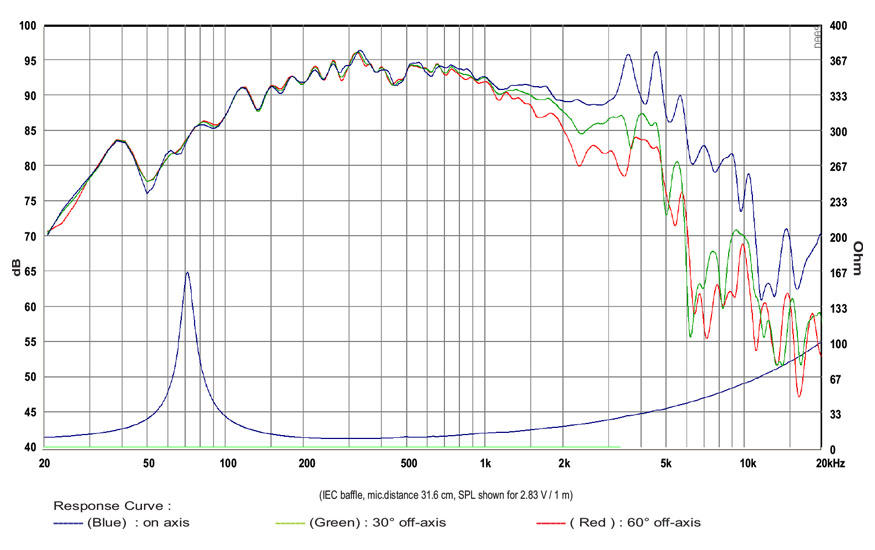 100 400
95 367
90 333
85 300
80 267
75 233
70 200
65 167
60 133
55 100
50 67
45 33
40 0
dB
Ohm
20 50 100 200 500 1k 2k 5k 10k 20kHz
(IEC baffle, mic.distance 31.6 cm, SPL shown for 2.83 V / 1 m)
Response Curve :
(Blue) : on axis (Green) : 30° off-axis ( Red ) : 60° off-axis